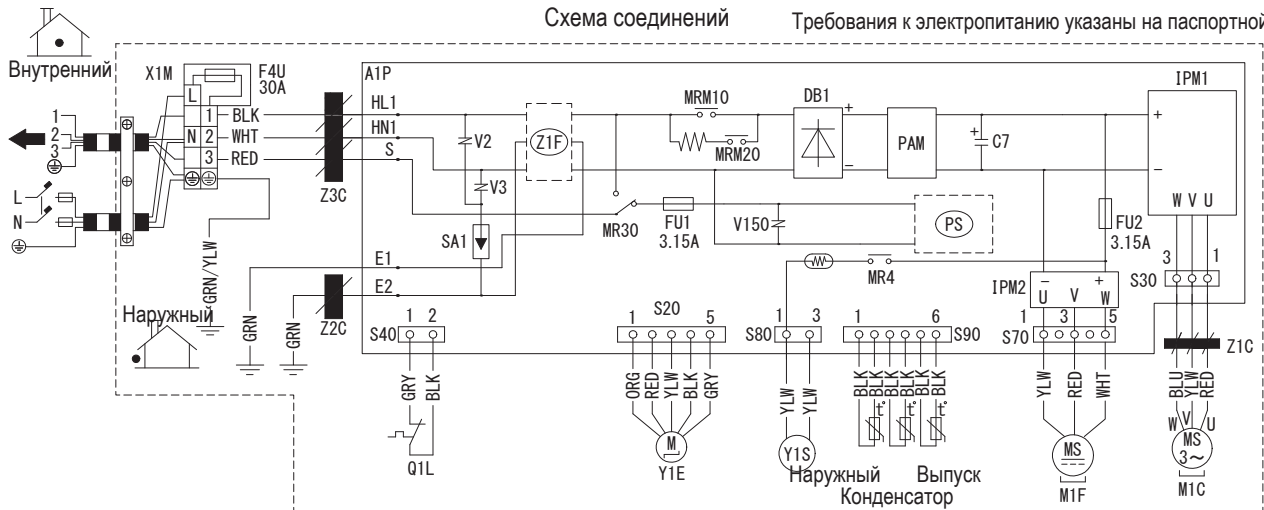 Схема соединений
Требования к электропитанию указаны на паспортной
Внутренний
X1M
F4U
30A
A1P
IPM1
L
1 BLK
N 2 WHT
3 RED
1
2
3
L
N
Z3C
HL1
HN1
S
V2
V3
Z1F
MRM10
MRM20
DB1
+
−
PAM
+
C7
+
−
W V U
SA1
MR30
FU1
3.15A
V150
PS
FU2
3.15A
E1
E2
MR4
IPM2
− +
U V W
3 1
S30
GRN/YLW
GRN
GRN
Z2C
Наружный
1 2
S40
S20
1 5
1 3
S80
1 6
S90
1 3 5
S70
Z1C
GRY
BLK
ORG
RED
YLW
BLK
GRY
YLW
YLW
BLK
BLK
BLK
BLK
BLK
BLK
t°
t°
t°
YLW
RED
WHT
BLU
YLW
RED
W V U
Q1L
M
Y1E
Y1S
Наружный
Выпуск
Конденсатор
MS
M1F
MS
3~
M1C